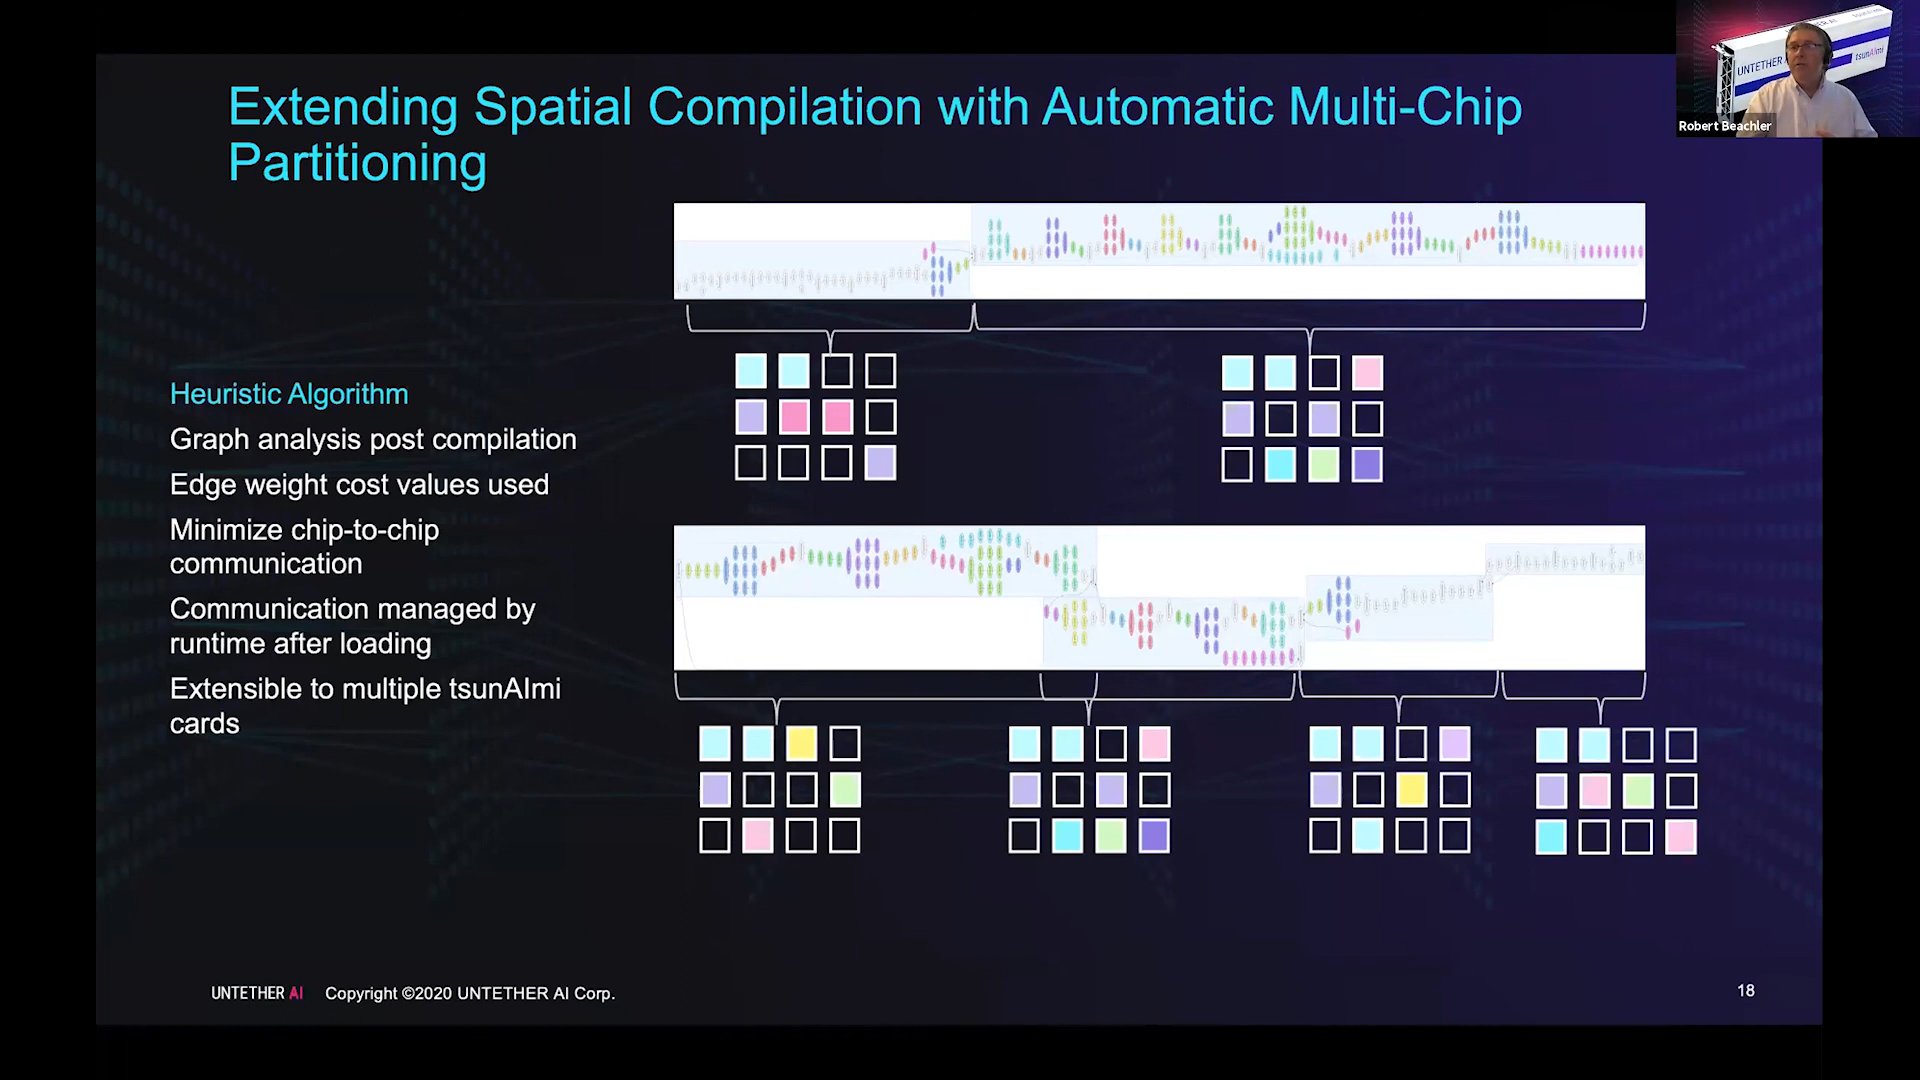 UNTETHER AI
tsunAImi
Robert Beachler
Extending Spatial Compilation with Automatic Multi-Chip
Partitioning
Heuristic Algorithm
Graph analysis post compilation
Edge weight cost values used
Minimize chip-to-chip
communication
Communication managed by
runtime after loading
Extensible to multiple tsunAImi
cards
UNTETHER AI Copyright ©2020 UNTETHER AI Corp.
18